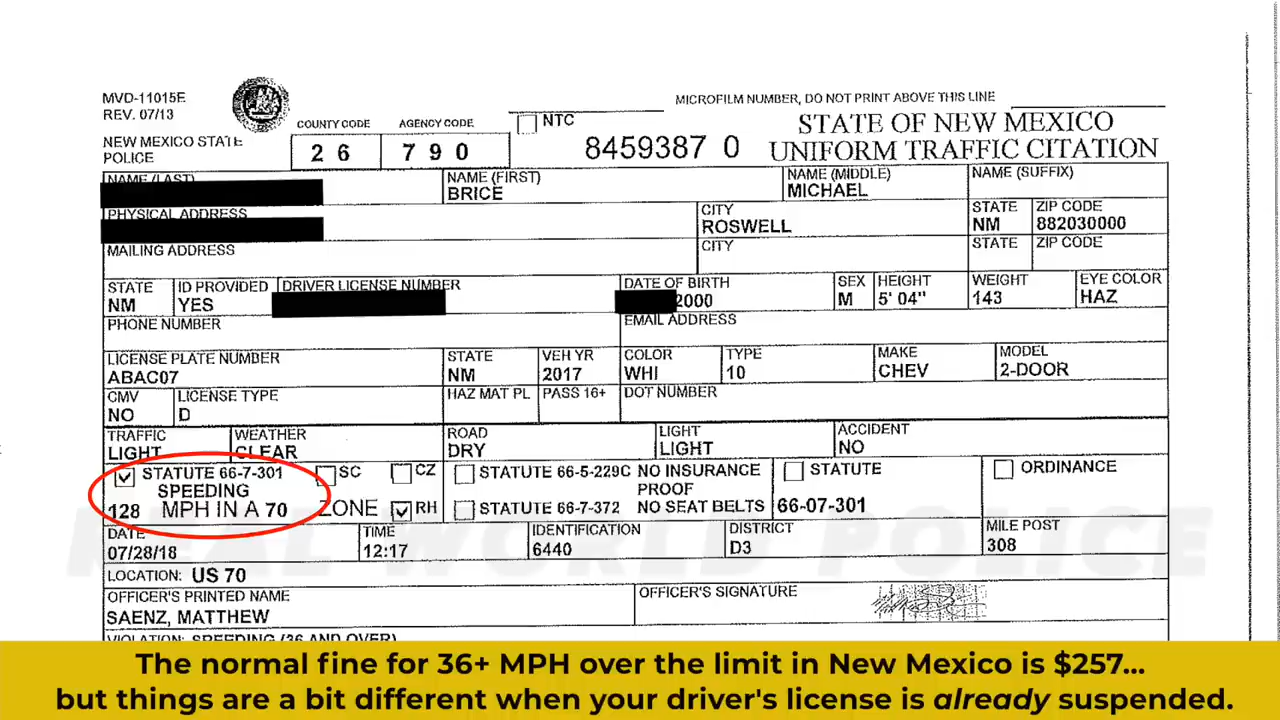 MVD-11015E
REV. 07/13
MICROFILM NUMBER, DO NOT PRINT ABOVE THIS LINE
NEW MEXICO STATE
POLICE
COUNTY CODE
26
AGENCY CODE
790
NTC
8459387 0
STATE OF NEW MEXICO
UNIFORM TRAFFIC CITATION
NAME (LAST)
NAME (FIRST)
BRICE
NAME (MIDDLE)
MICHAEL
NAME (SUFFIX)
PHYSICAL ADDRESS
CITY
ROSWELL
STATE
NM
ZIP CODE
882030000
MAILING ADDRESS
CITY
STATE
ZIP CODE
STATE
NM
ID PROVIDED
YES
DRIVER LICENSE NUMBER
DATE OF BIRTH
2000
SEX
M
HEIGHT
5' 04"
WEIGHT
143
EYE COLOR
HAZ
PHONE NUMBER
EMAIL ADDRESS
LICENSE PLATE NUMBER
ABAC07
STATE
NM
VEH YR
2017
COLOR
WHI
TYPE
10
MAKE
CHEV
MODEL
2-DOOR
CMV
NO
LICENSE TYPE
D
HAZ MAT PL
PASS 16+
DOT NUMBER
TRAFFIC
LIGHT
WEATHER
CLEAR
ROAD
DRY
LIGHT
LIGHT
ACCIDENT
NO
STATUTE 66-7-301
SPEEDING
128 MPH IN A 70 ZONE
SC
CZ
RH
STATUTE 66-5-229C NO INSURANCE
PROOF
STATUTE 66-7-372 NO SEAT BELTS
STATUTE
66-07-301
ORDINANCE
DATE
07/28/18
TIME
12:17
IDENTIFICATION
6440
DISTRICT
D3
MILE POST
308
REAL WORLD POLICE
LOCATION: US 70
OFFICER'S PRINTED NAME
SAENZ, MATTHEW
OFFICER'S SIGNATURE
VIOLATION: SPEEDING (36 AND OVER)
The normal fine for 36+ MPH over the limit in New Mexico is $257...
but things are a bit different when your driver's license is already suspended.